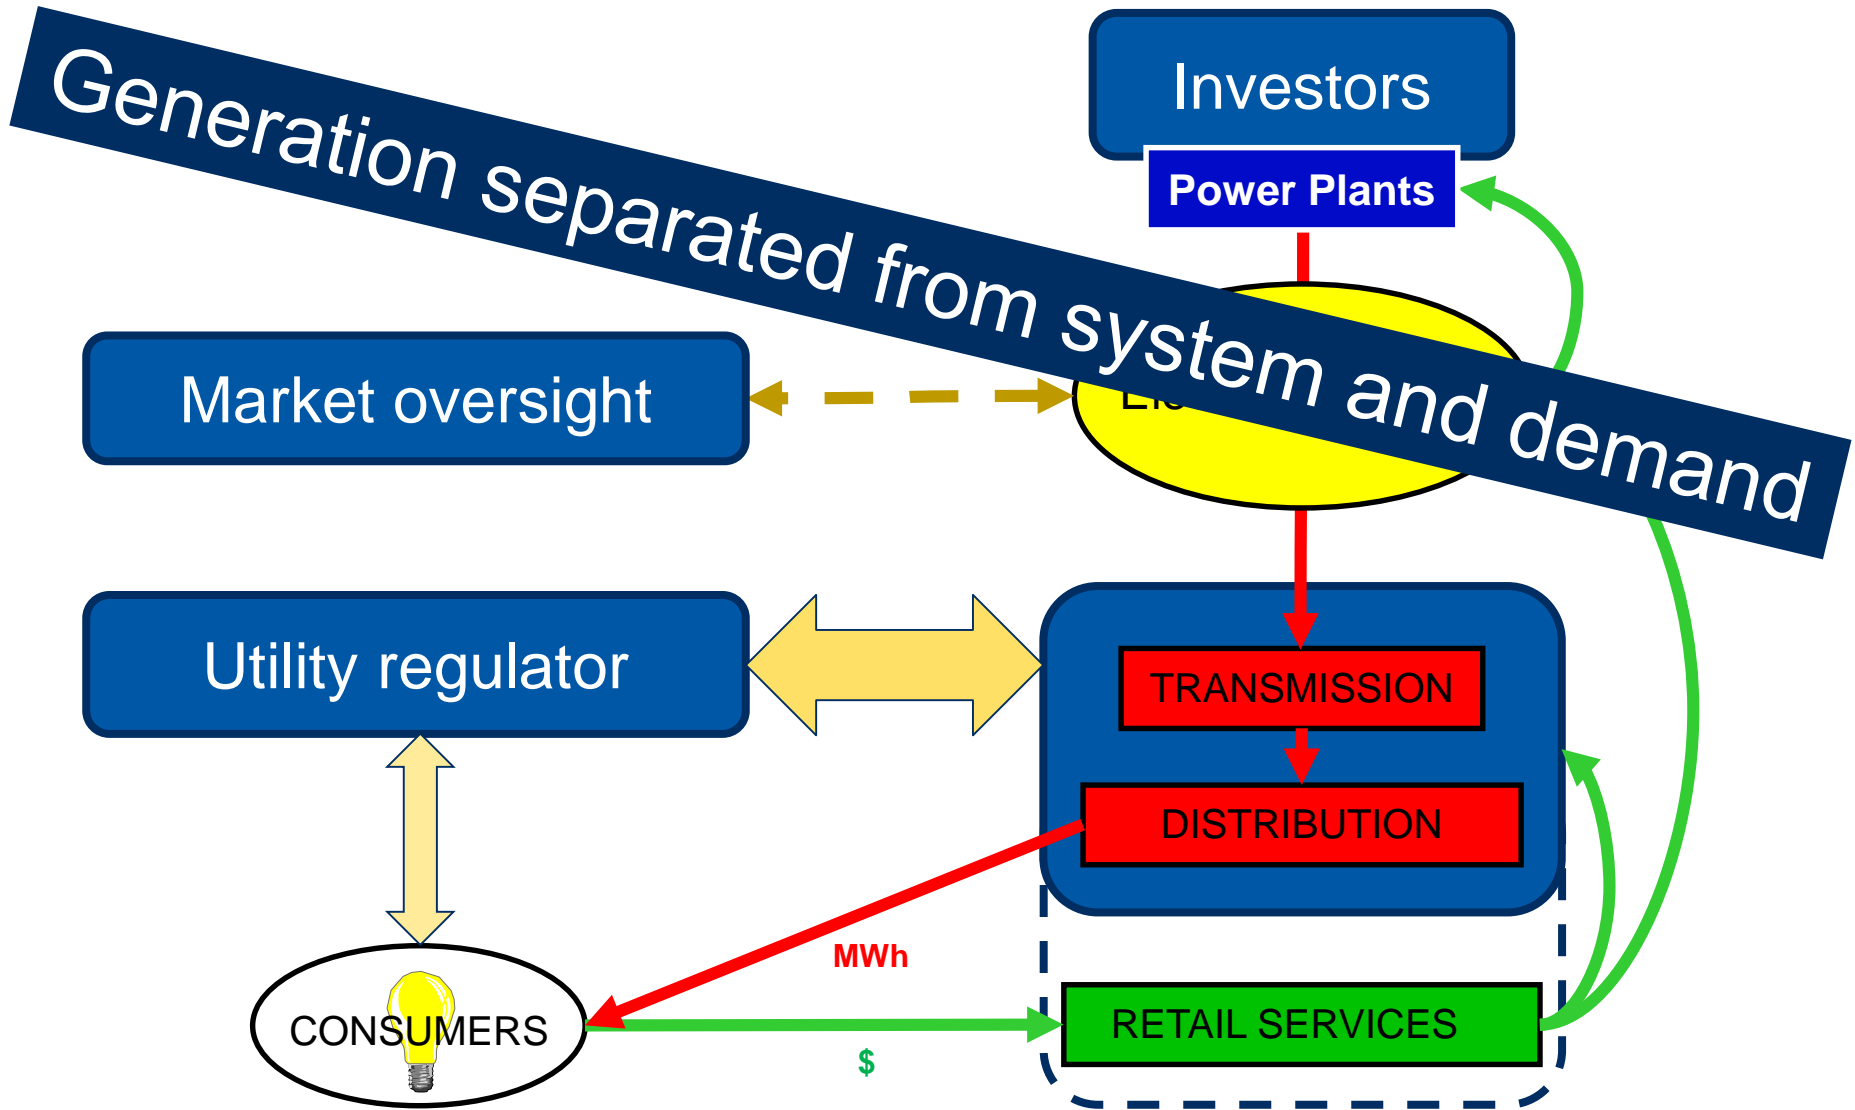 Generation separated from system and demand
Investors
Power Plants
Market oversight
Utility regulator
TRANSMISSION
DISTRIBUTION
MWh
CONSUMERS
RETAIL SERVICES
$